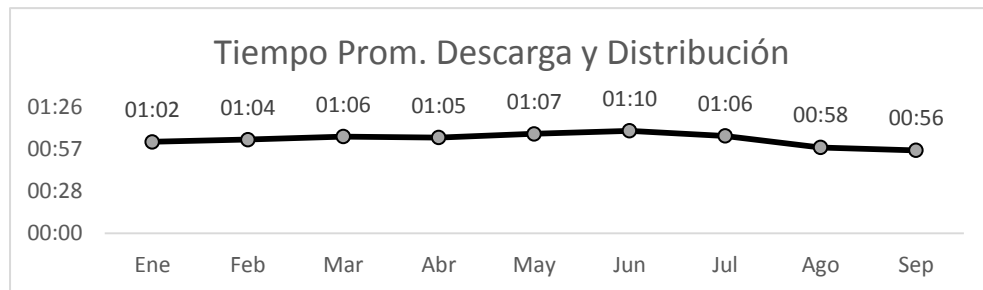 Tiempo Prom. Descarga y Distribución
01:26
00:57
00:28
00:00
01:02 01:04 01:06 01:05 01:07 01:10 01:06 00:58 00:56
Ene Feb Mar Abr May Jun Jul Ago Sep